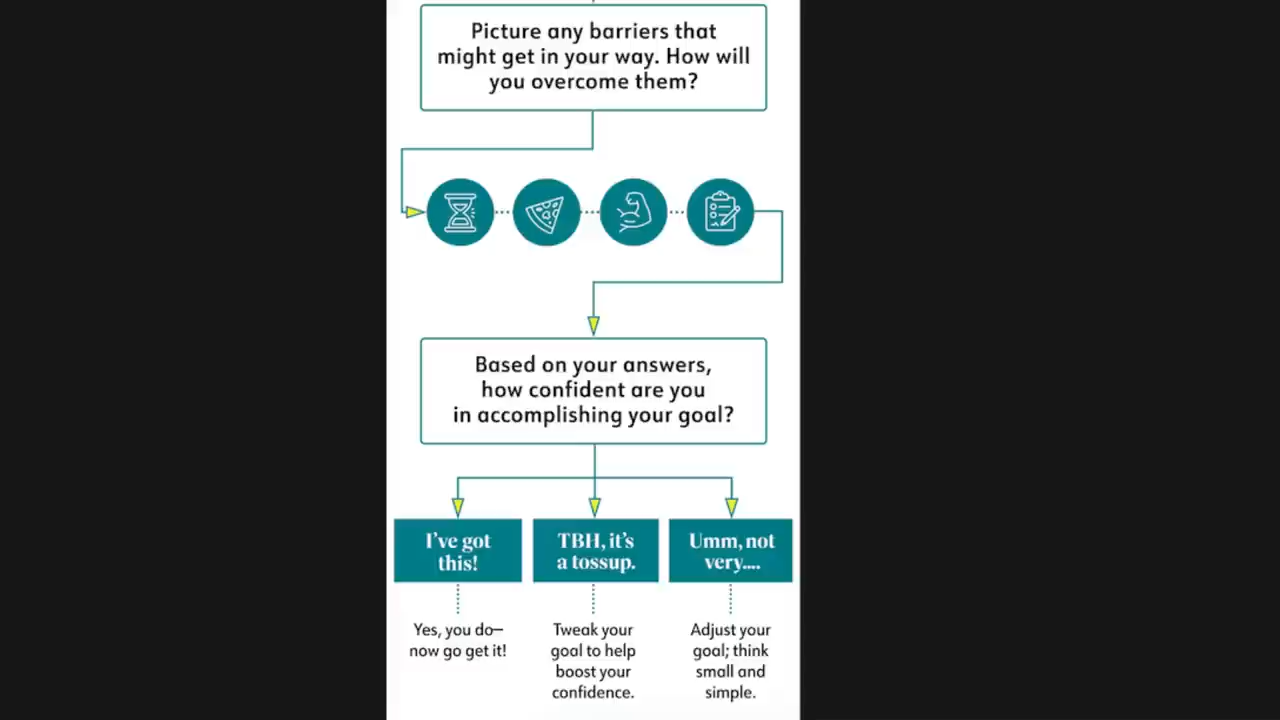 Picture any barriers that
might get in your way. How will
you overcome them?
Based on your answers,
how confident are you
in accomplishing your goal?
I've got
this!
TBH, it's
a tossup.
Umm, not
very....
Yes, you do—
now go get it!
Tweak your
goal to help
boost your
confidence.
Adjust your
goal; think
small and
simple.